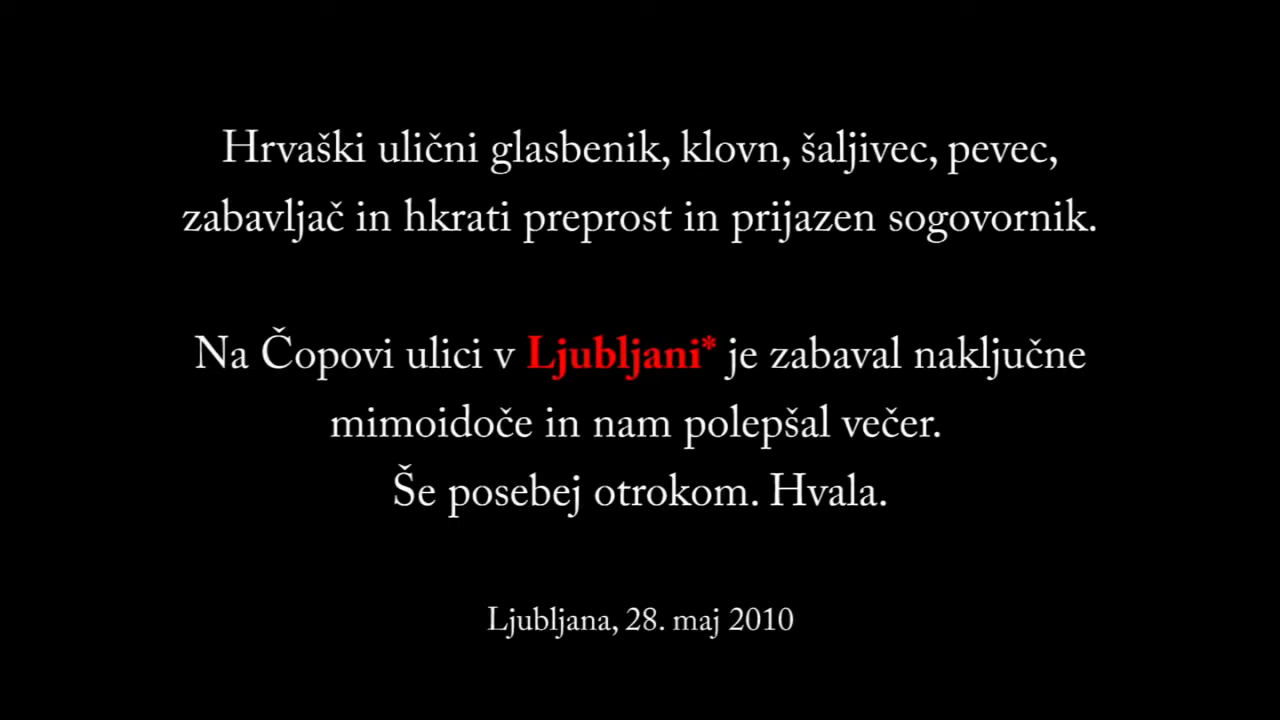 Hrvaški ulični glasbenik, klovn, šaljivec, pevec,
zabavljač in hkrati preprost in prijazen sogovornik.
Na Čopovi ulici v Ljubljani* je zabaval naključne
mimoidoče in nam polepšal večer.
Še posebej otrokom. Hvala.
Ljubljana, 28. maj 2010